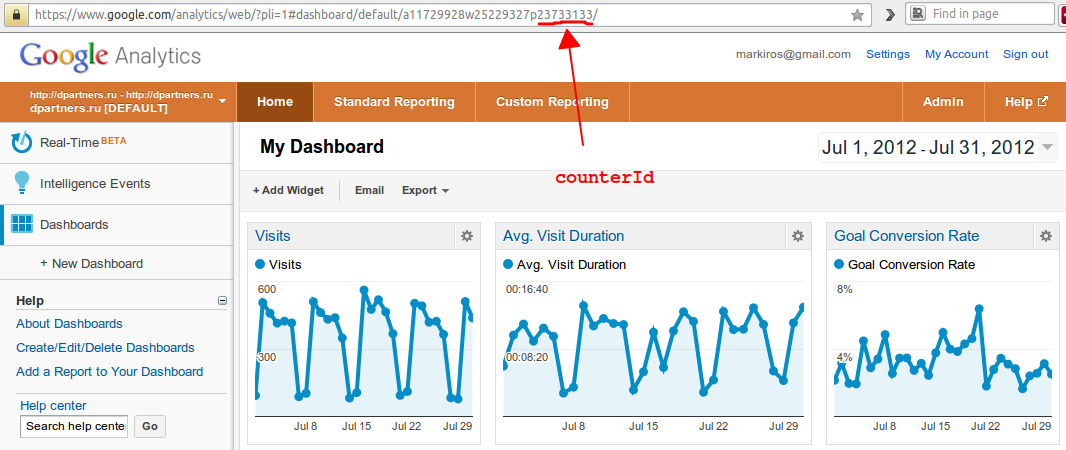 https://www.google.com/analytics/web/?pli=1#dashboard/default/a11729928w25229327p23733133/
Find in page
Google Analytics
markiros@gmail.com Settings My Account Sign out
http://dpartners.ru - http://dpartners.ru
dpartners.ru [DEFAULT]
Home Standard Reporting Custom Reporting Admin Help
Real-Time BETA
Intelligence Events
Dashboards
+ New Dashboard
Help
About Dashboards
Create/Edit/Delete Dashboards
Add a Report to Your Dashboard
Help center
Search help center
Go
My Dashboard
Jul 1, 2012 - Jul 31, 2012
counterId
+ Add Widget Email Export
Visits
Visits
600
300
Jul 8 Jul 15 Jul 22 Jul 29
Avg. Visit Duration
Avg. Visit Duration
00:16:40
00:08:20
Jul 8 Jul 15 Jul 22 Jul 29
Goal Conversion Rate
Goal Conversion Rate
8%
4%
Jul 8 Jul 15 Jul 22 Jul 29